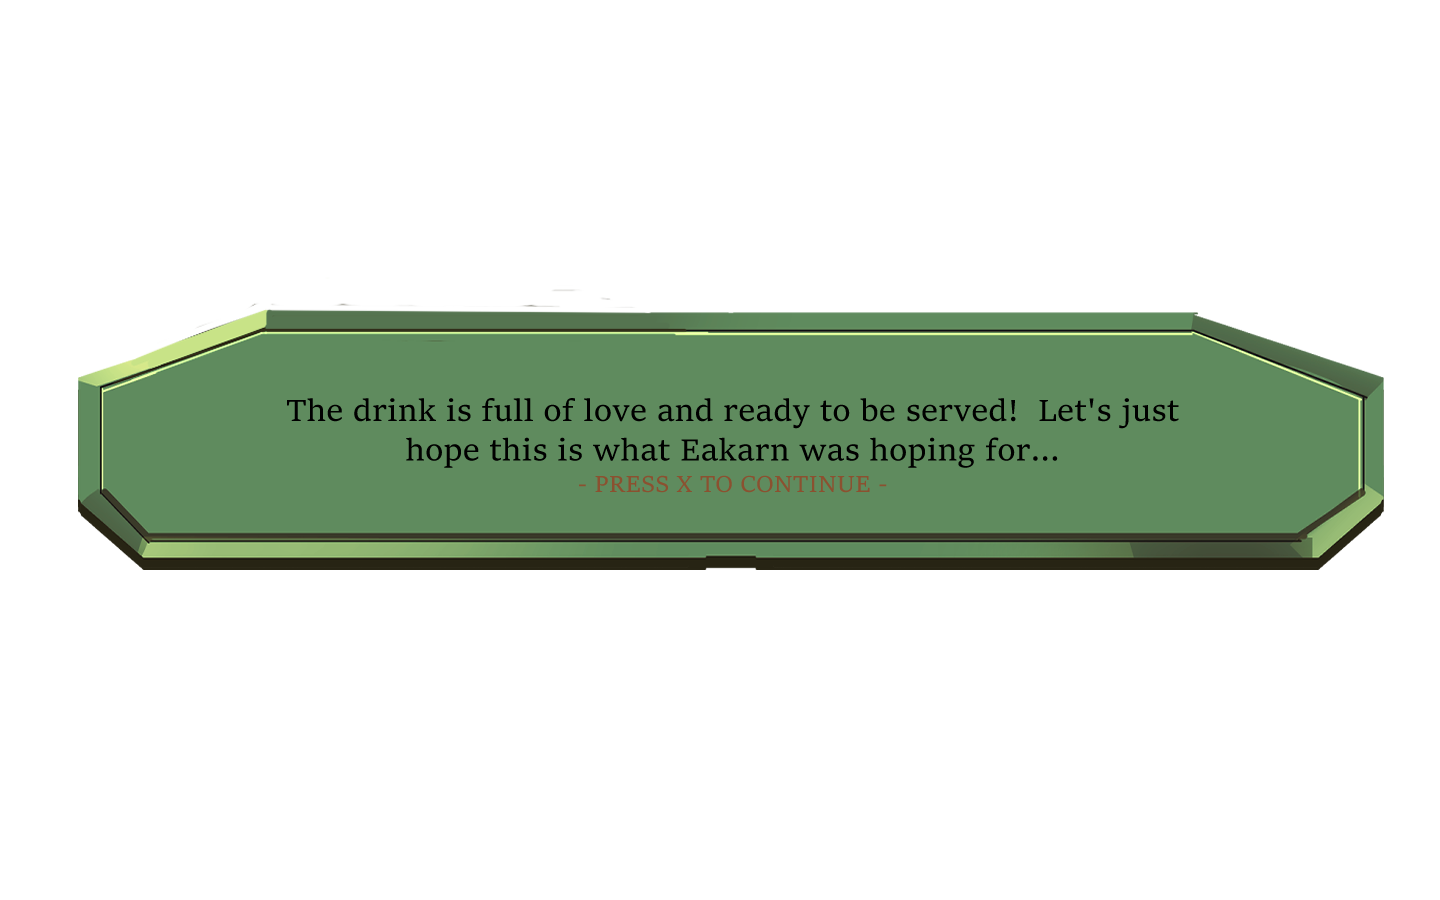 The drink is full of love and ready to be served!  Let's just
hope this is what Eakarn was hoping for...
- PRESS X TO CONTINUE -